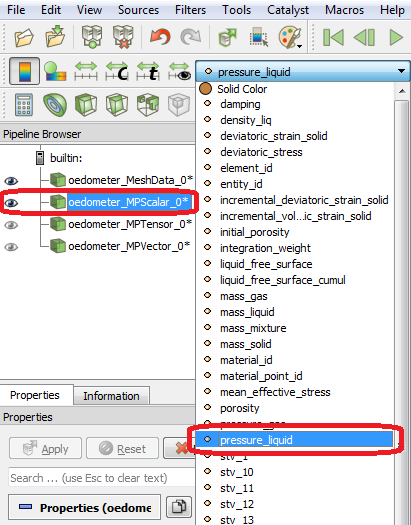 File Edit View Sources Filters Tools Catalyst Macros Help
pressure_liquid
Solid Color
damping
density_liq
deviatoric_strain_solid
deviatoric_stress
element_id
entity_id
incremental_deviatoric_strain_solid
incremental_vol...ic_strain_solid
initial_porosity
integration_weight
liquid_free_surface
liquid_free_surface_cumul
mass_gas
mass_liquid
mass_mixture
mass_solid
material_id
material_point_id
mean_effective_stress
porosity
pressure_gas
pressure_liquid
stv_1
stv_10
stv_11
stv_12
stv_13
Pipeline Browser
builtin:
oedometer_MeshData_0*
oedometer_MPScalar_0*
oedometer_MPTensor_0*
oedometer_MPVector_0*
Properties Information
Properties
Apply Reset
Search ... (use Esc to clear text)
Properties (oedome